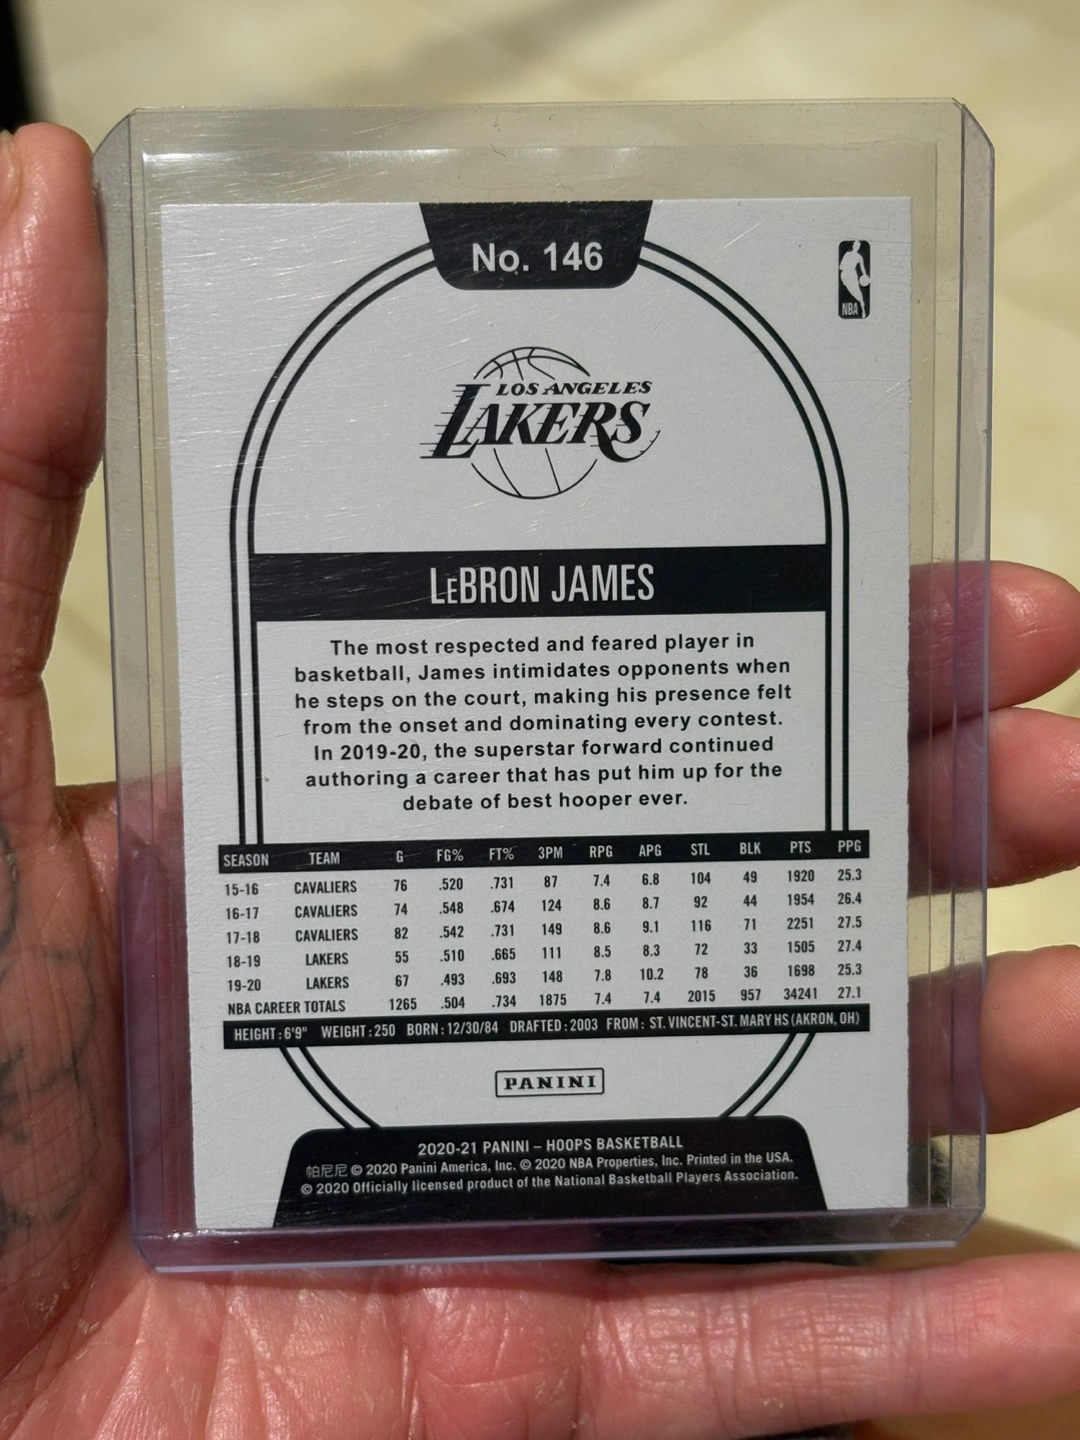 No. 146
NBA
LOS ANGELES
LAKERS
LeBRON JAMES
The most respected and feared player in
basketball, James intimidates opponents when
he steps on the court, making his presence felt
from the onset and dominating every contest.
In 2019-20, the superstar forward continued
authoring a career that has put him up for the
debate of best hooper ever.
SEASON TEAM G FG% FT% 3PM RPG APG STL BLK PTS PPG
15-16 CAVALIERS 76 .520 .731 87 7.4 6.8 104 49 1920 25.3
16-17 CAVALIERS 74 .548 .674 124 8.6 8.7 92 44 1954 26.4
17-18 CAVALIERS 82 .542 .731 149 8.6 9.1 116 71 2251 27.5
18-19 LAKERS 55 .510 .665 111 8.5 8.3 72 33 1505 27.4
19-20 LAKERS 67 .493 .693 148 7.8 10.2 78 36 1698 25.3
NBA CAREER TOTALS 1265 .504 .734 1875 7.4 7.4 2015 957 34241 27.1
HEIGHT: 6'9" WEIGHT: 250 BORN: 12/30/84 DRAFTED: 2003 FROM: ST. VINCENT-ST. MARY HS (AKRON, OH)
PANINI
2020-21 PANINI – HOOPS BASKETBALL
帕尼尼 © 2020 Panini America, Inc. © 2020 NBA Properties, Inc. Printed in the USA.
© 2020 Officially licensed product of the National Basketball Players Association.